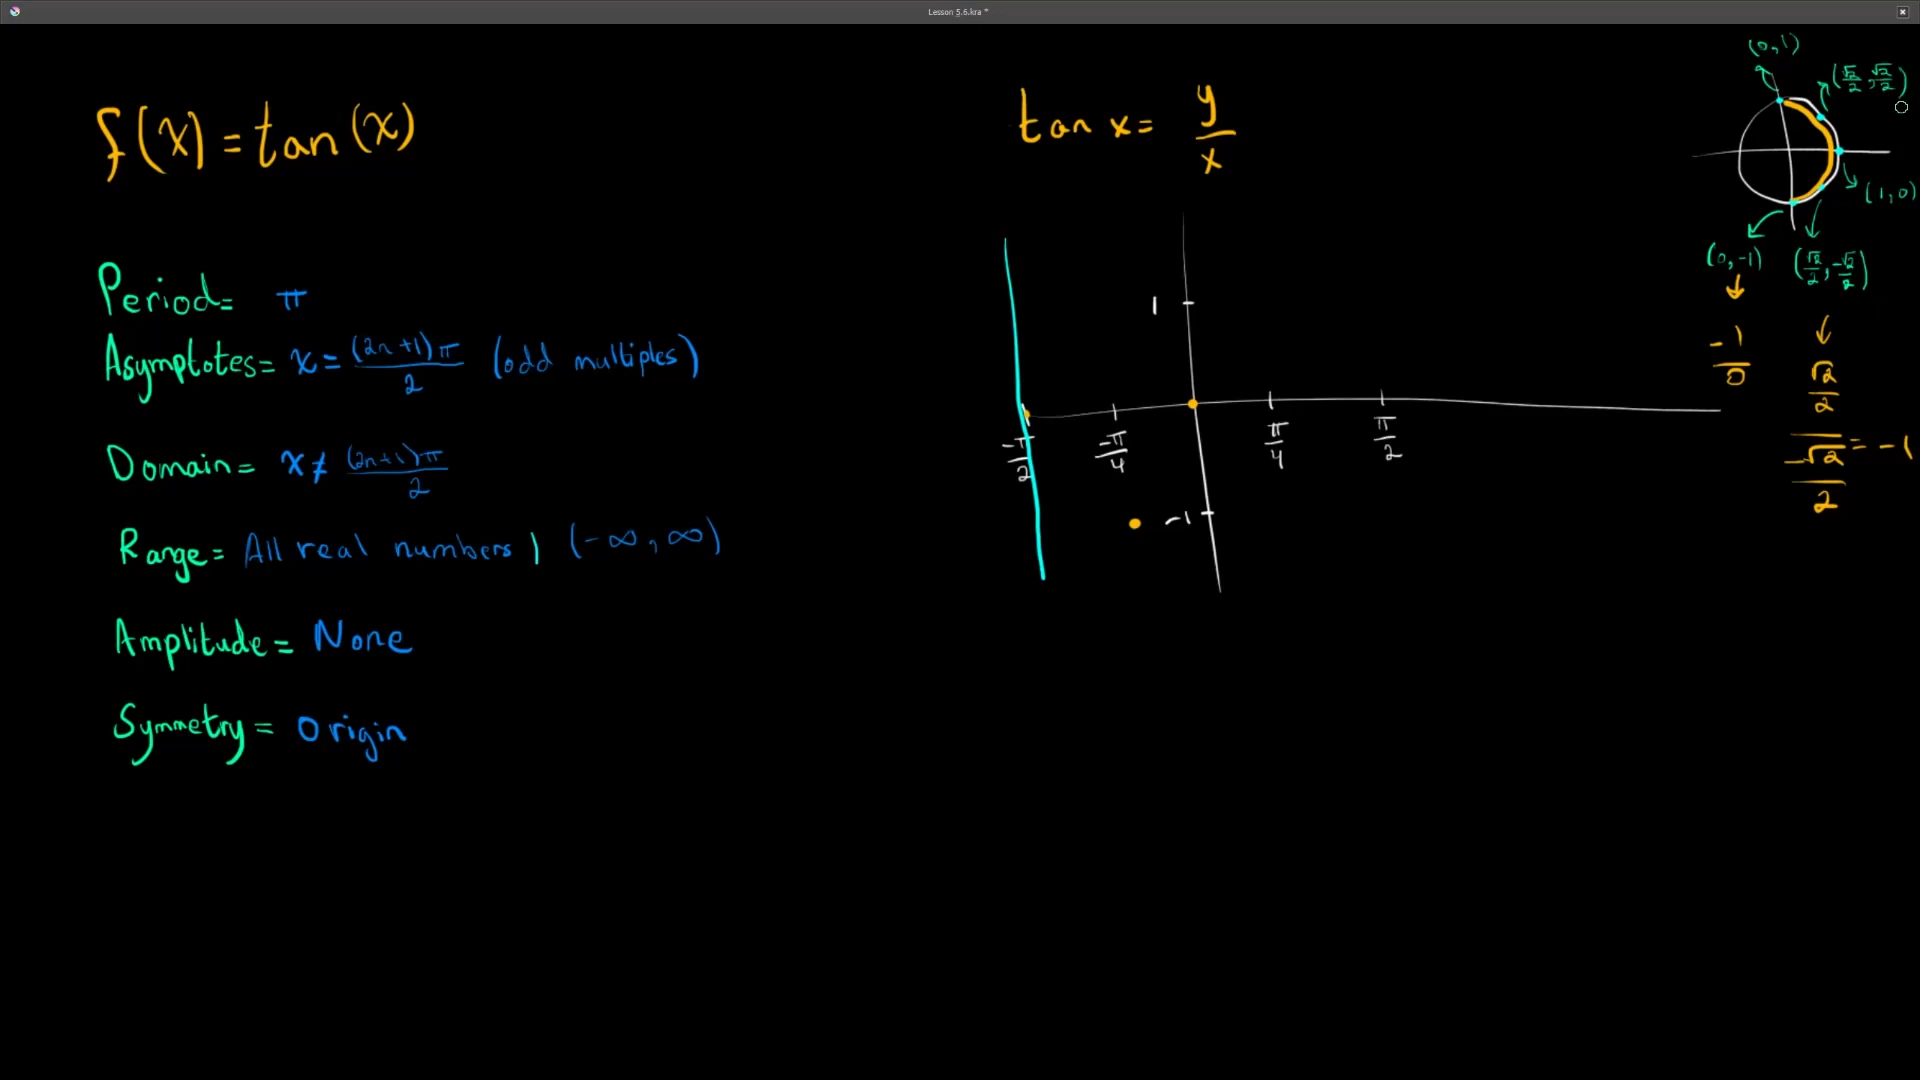 Lesson 5.6.kra *
f(x) = tan(x)
Period= π
Asymptotes= x = (2n+1)π/2 (odd multiples)
Domain= x ≠ (2n+1)π/2
Range= All real numbers, (-∞, ∞)
Amplitude= None
Symmetry= Origin
tan x = y/x
1
-π/2
-π/4
π/4
π/2
-1
(0,1)
(√2/2, √2/2)
(1,0)
(0,-1)
(√2/2, -√2/2)
-1/0
√2/2
-√2/2 = -1